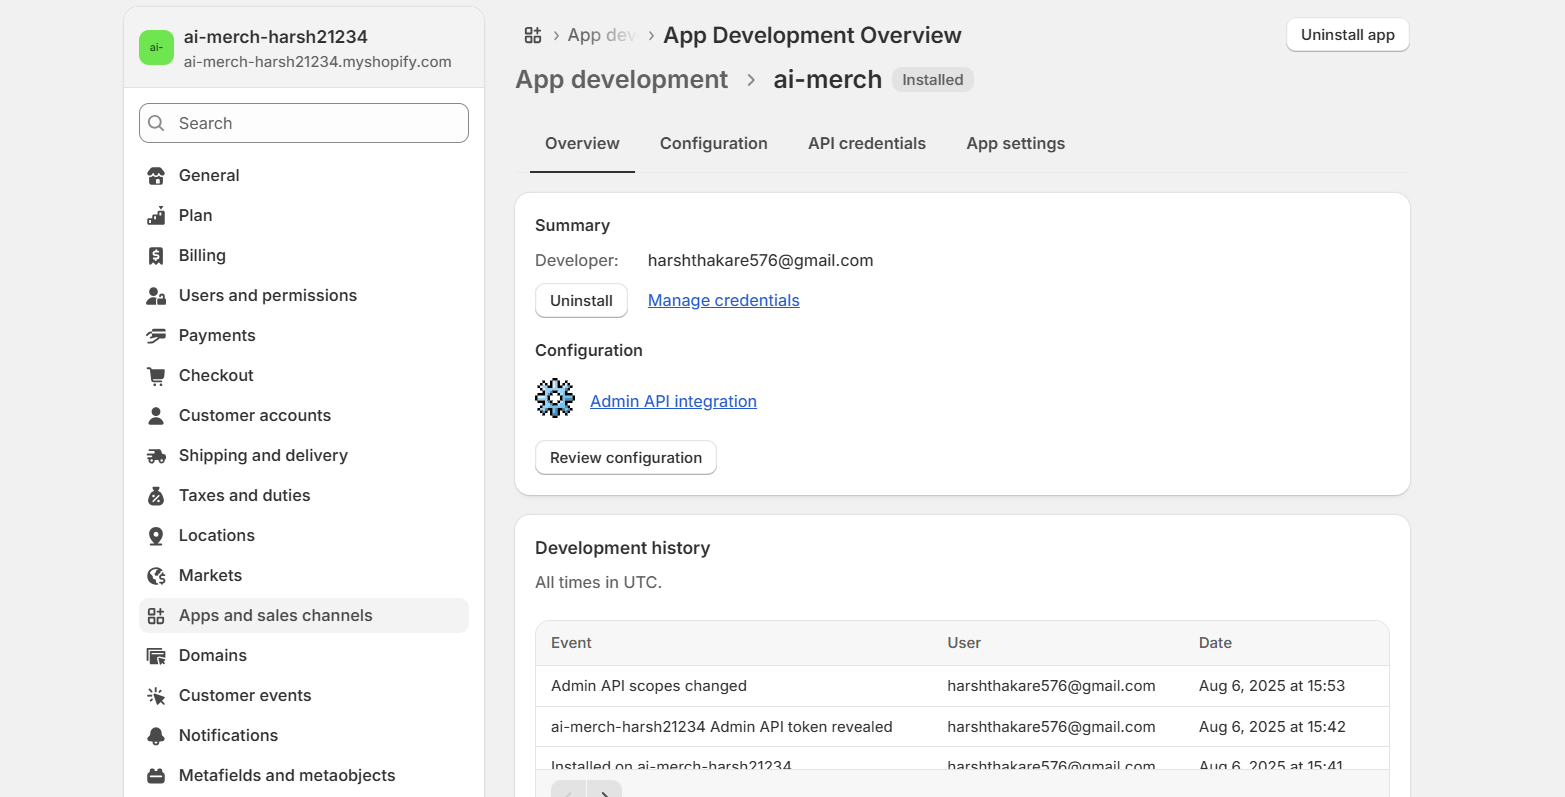 ai-
ai-merch-harsh21234
ai-merch-harsh21234.myshopify.com
Search
General
Plan
Billing
Users and permissions
Payments
Checkout
Customer accounts
Shipping and delivery
Taxes and duties
Locations
Markets
Apps and sales channels
Domains
Customer events
Notifications
Metafields and metaobjects
App dev › App Development Overview
Uninstall app
App development › ai-merch Installed
Overview Configuration API credentials App settings
Summary
Developer: harshthakare576@gmail.com
Uninstall Manage credentials
Configuration
Admin API integration
Review configuration
Development history
All times in UTC.
Event User Date
Admin API scopes changed harshthakare576@gmail.com Aug 6, 2025 at 15:53
ai-merch-harsh21234 Admin API token revealed harshthakare576@gmail.com Aug 6, 2025 at 15:42
Installed on ai-merch-harsh21234 harshthakare576@gmail.com Aug 6, 2025 at 15:41